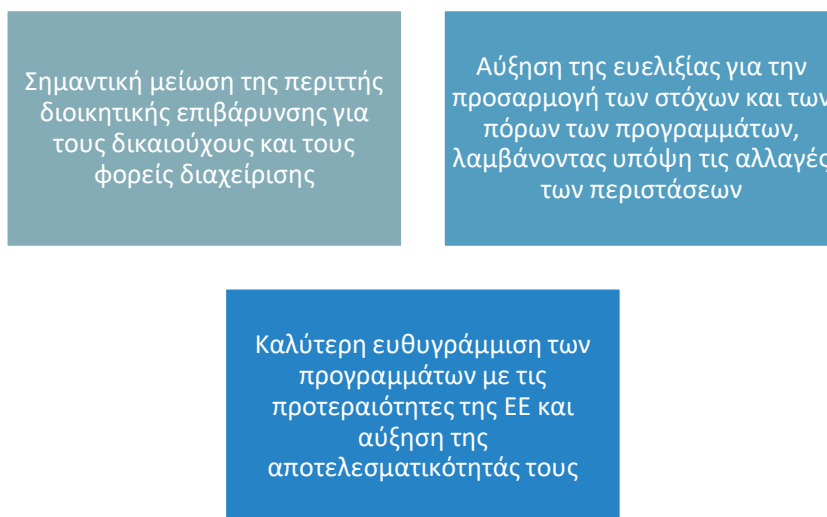 Σημαντική μείωση της περιττής
διοικητικής επιβάρυνσης για
τους δικαιούχους και τους
φορείς διαχείρισης
Αύξηση της ευελιξίας για την
προσαρμογή των στόχων και των
πόρων των προγραμμάτων,
λαμβάνοντας υπόψη τις αλλαγές
των περιστάσεων
Καλύτερη ευθυγράμμιση των
προγραμμάτων με τις
προτεραιότητες της ΕΕ και
αύξηση της
αποτελεσματικότητάς τους